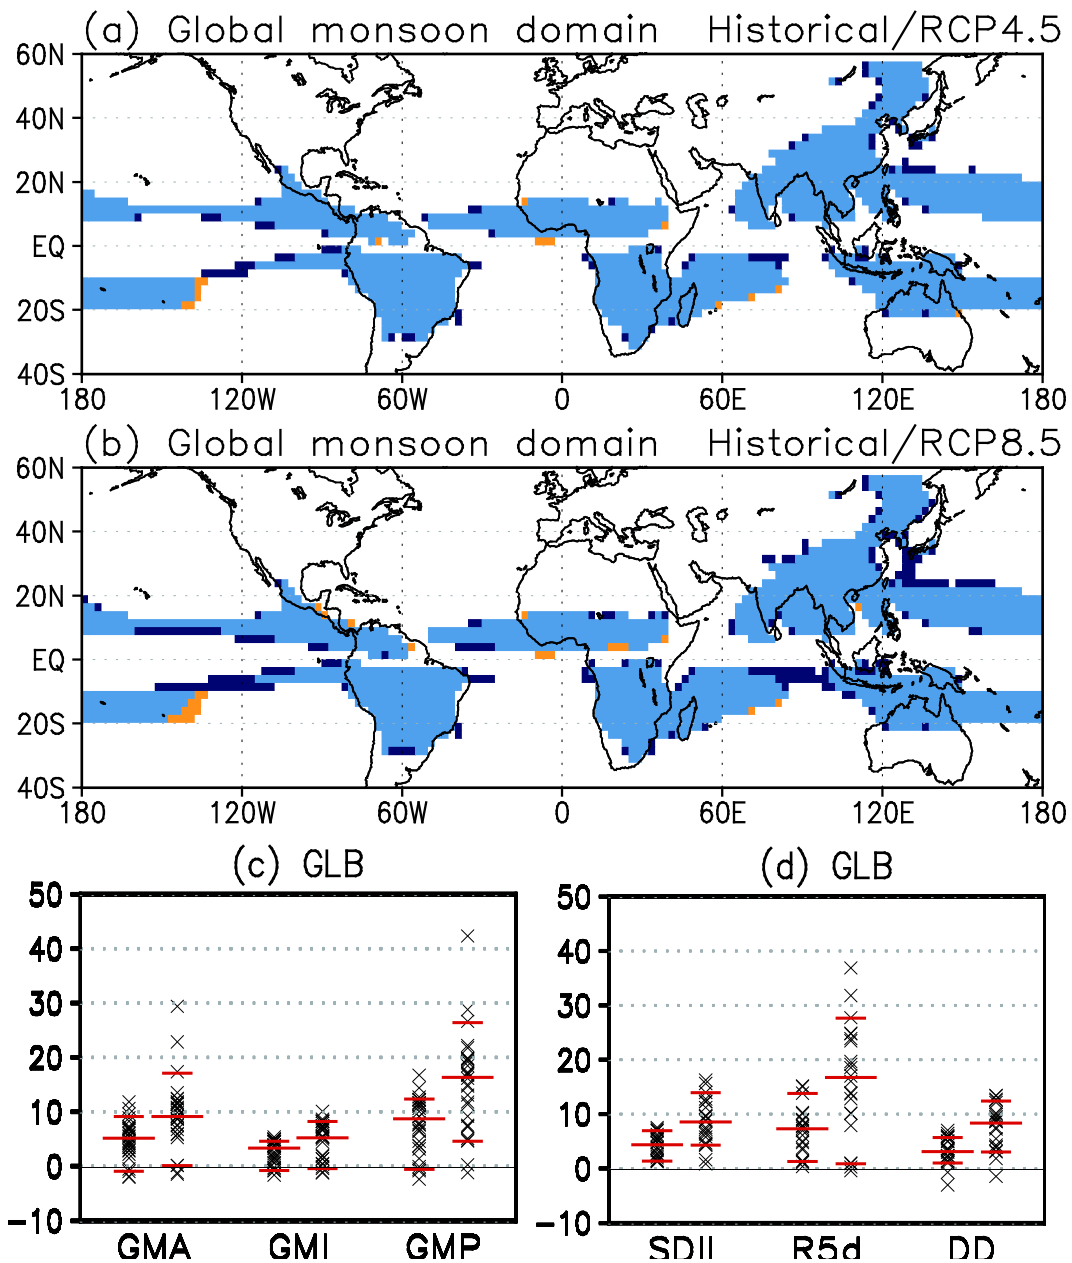 (a) Global monsoon domain Historical/RCP4.5
60N
40N
20N
EQ
20S
40S
180 120W 60W 0 60E 120E 180
(b) Global monsoon domain Historical/RCP8.5
60N
40N
20N
EQ
20S
40S
180 120W 60W 0 60E 120E 180
(c) GLB
50
40
30
20
10
0
-10
GMA GMI GMP
(d) GLB
50
40
30
20
10
0
-10
SDII R5d DD